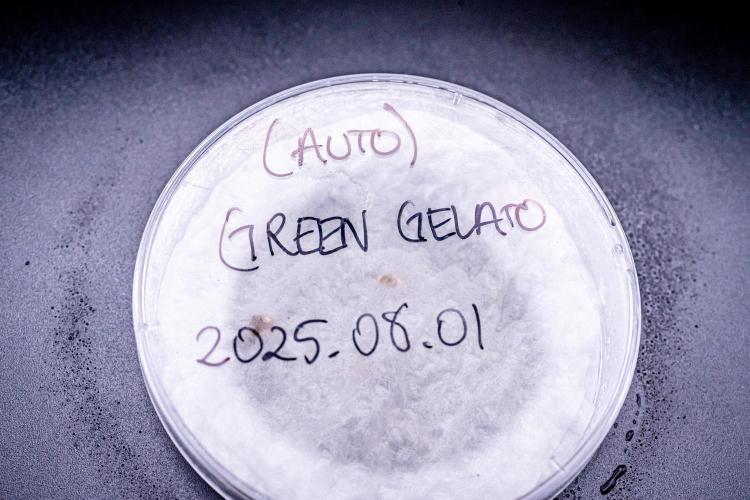 (AUTO)
GREEN GELATO
2025.08.01